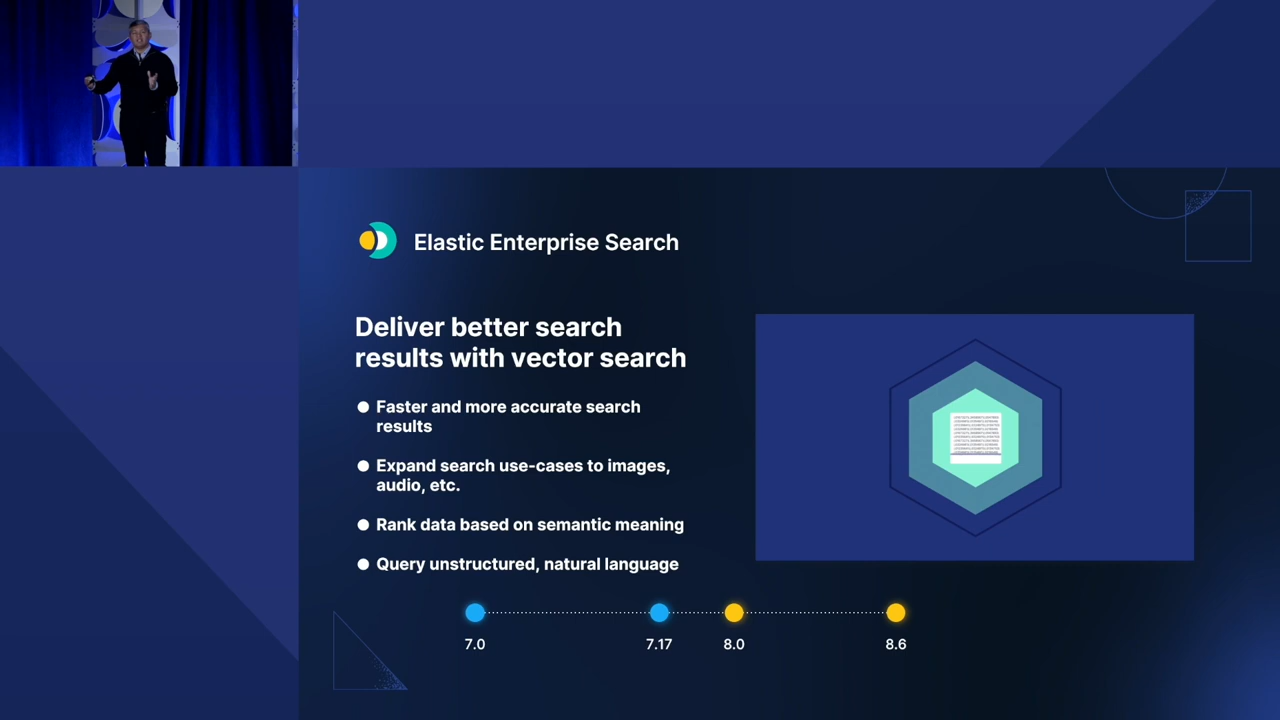 Elastic Enterprise Search
Deliver better search
results with vector search
Faster and more accurate search
results
Expand search use-cases to images,
audio, etc.
Rank data based on semantic meaning
Query unstructured, natural language
7.0
7.17
8.0
8.6